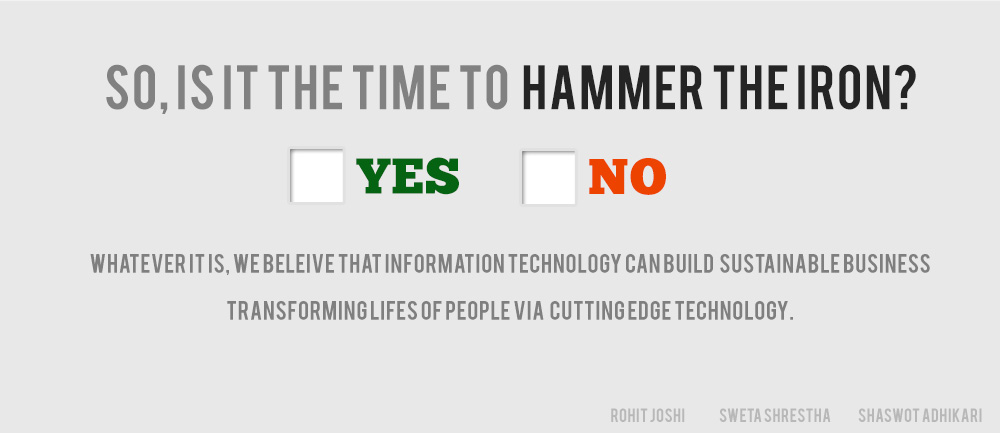 SO, IS IT THE TIME TO HAMMER THE IRON?
YES NO
WHATEVER IT IS, WE BELEIVE THAT INFORMATION TECHNOLOGY CAN BUILD SUSTAINABLE BUSINESS
TRANSFORMING LIFES OF PEOPLE VIA CUTTING EDGE TECHNOLOGY.
ROHIT JOSHI SWETA SHRESTHA SHASWOT ADHIKARI